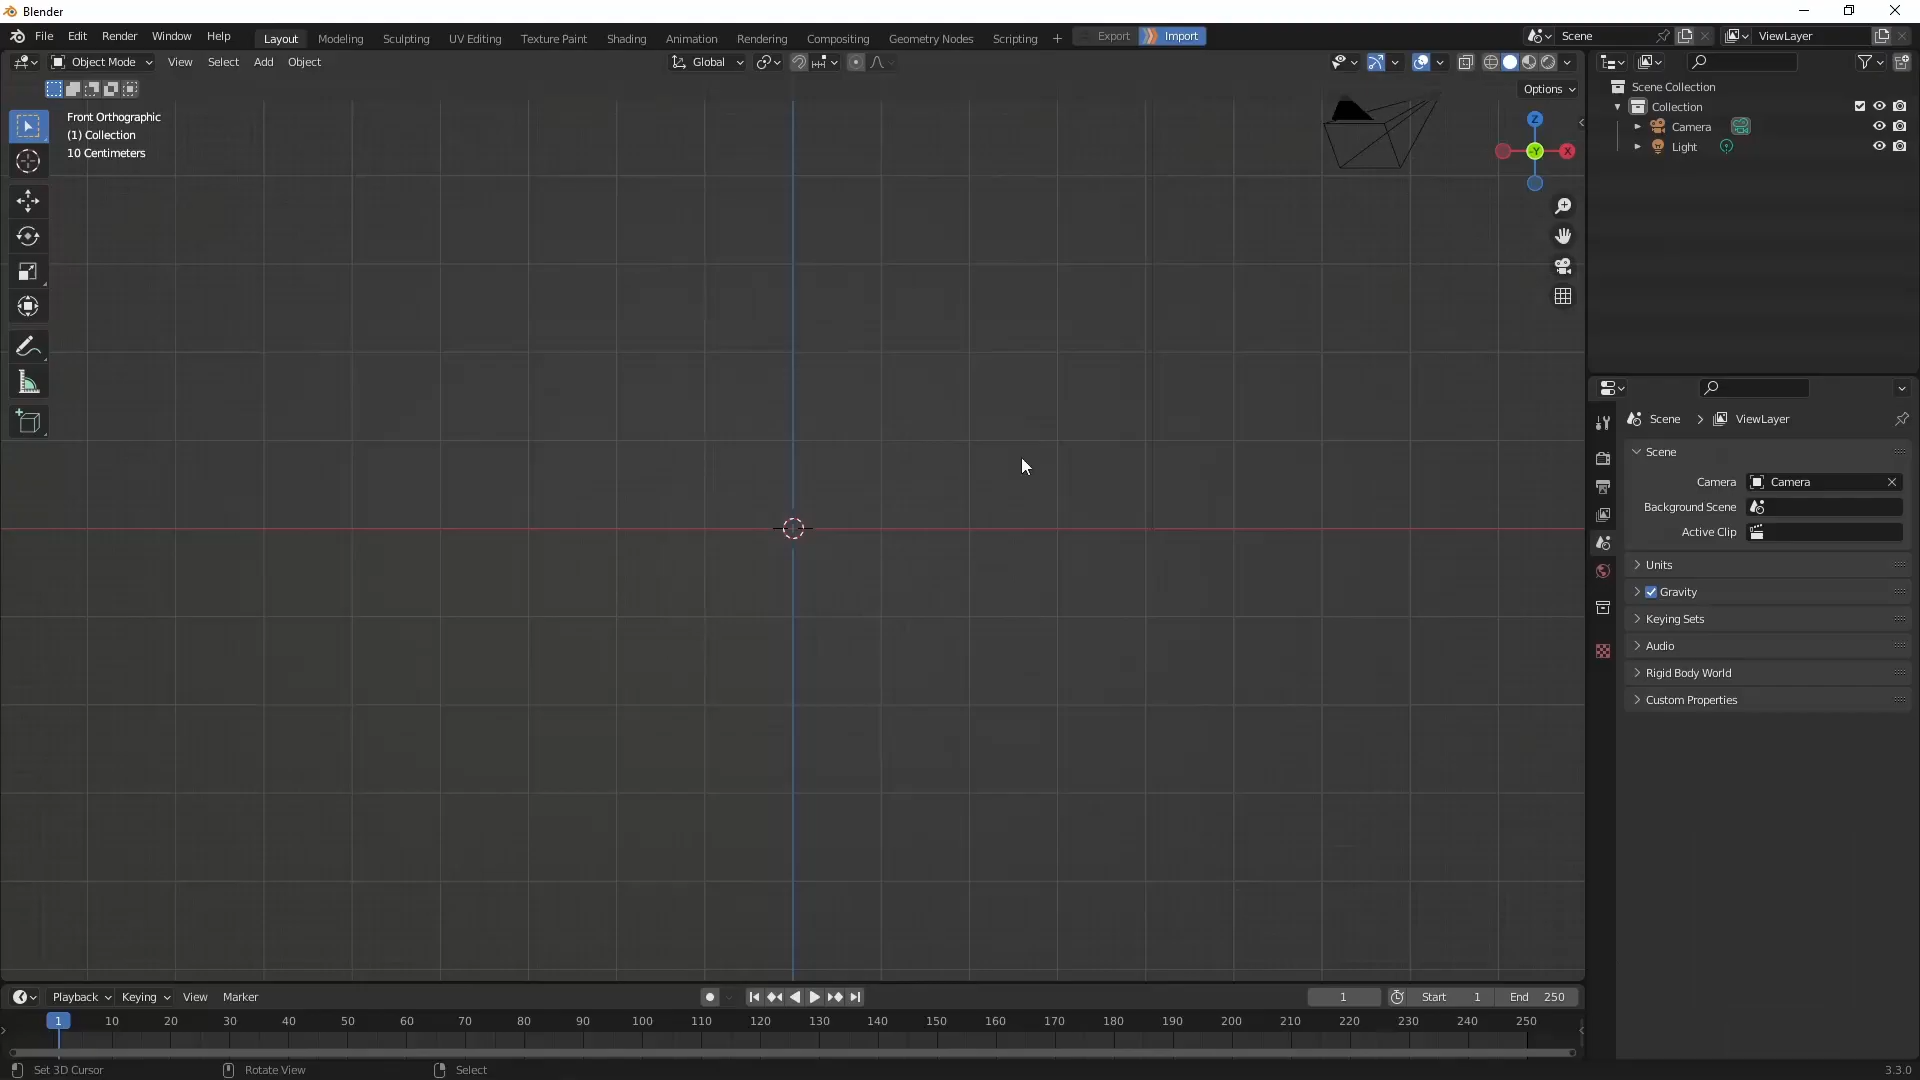 Blender
File Edit Render Window Help Layout Modeling Sculpting UV Editing Texture Paint Shading Animation Rendering Compositing Geometry Nodes Scripting + Export Import Scene ViewLayer
Object Mode View Select Add Object Global
Options
Front Orthographic
(1) Collection
10 Centimeters
Z
-Y X
Scene Collection
Collection
Camera
Light
Scene > ViewLayer
Scene
Camera Camera
Background Scene
Active Clip
Units
Gravity
Keying Sets
Audio
Rigid Body World
Custom Properties
Playback Keying View Marker 1 Start 1 End 250
1 10 20 30 40 50 60 70 80 90 100 110 120 130 140 150 160 170 180 190 200 210 220 230 240 250
Set 3D Cursor Rotate View Select 3.3.0